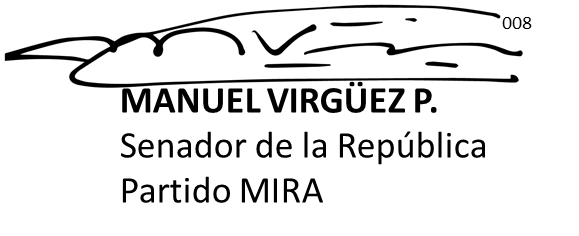 008
MANUEL VIRGÜEZ P.
Senador de la República
Partido MIRA